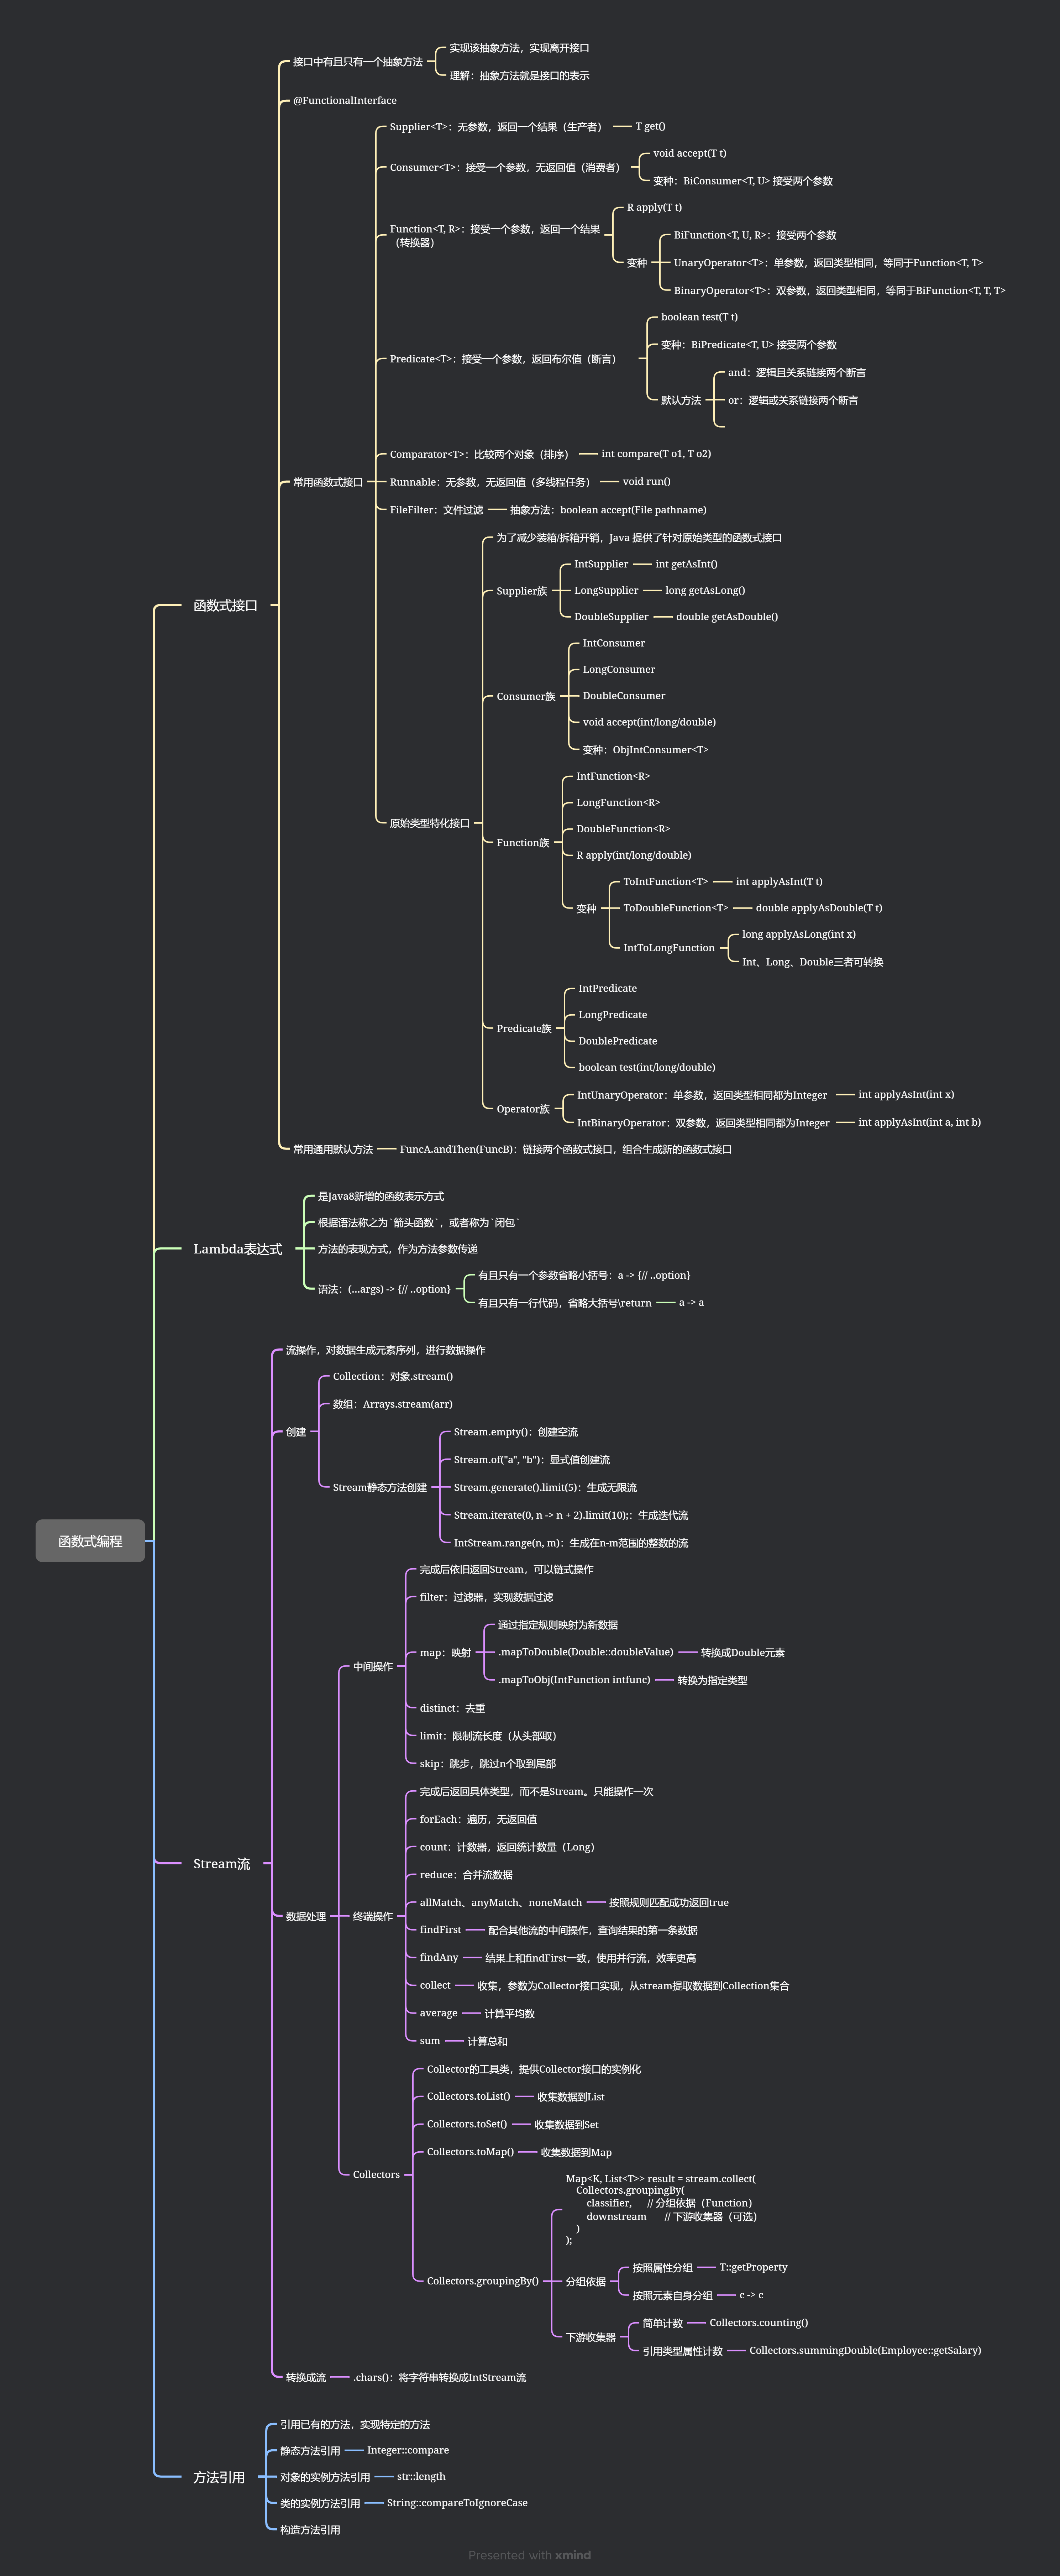 函数式编程
函数式接口
接口中有且只有一个抽象方法
实现该抽象方法，实现离开接口
理解：抽象方法就是接口的表示
@FunctionalInterface
常用函数式接口
Supplier<T>：无参数，返回一个结果（生产者）
T get()
Consumer<T>：接受一个参数，无返回值（消费者）
void accept(T t)
变种：BiConsumer<T, U> 接受两个参数
Function<T, R>：接受一个参数，返回一个结果
（转换器）
R apply(T t)
变种
BiFunction<T, U, R>：接受两个参数
UnaryOperator<T>：单参数，返回类型相同，等同于Function<T, T>
BinaryOperator<T>：双参数，返回类型相同，等同于BiFunction<T, T, T>
Predicate<T>：接受一个参数，返回布尔值（断言）
boolean test(T t)
变种：BiPredicate<T, U> 接受两个参数
默认方法
and：逻辑且关系链接两个断言
or：逻辑或关系链接两个断言
Comparator<T>：比较两个对象（排序）
int compare(T o1, T o2)
Runnable：无参数，无返回值（多线程任务）
void run()
FileFilter：文件过滤
抽象方法：boolean accept(File pathname)
原始类型特化接口
为了减少装箱/拆箱开销，Java 提供了针对原始类型的函数式接口
Supplier族
IntSupplier
int getAsInt()
LongSupplier
long getAsLong()
DoubleSupplier
double getAsDouble()
Consumer族
IntConsumer
LongConsumer
DoubleConsumer
void accept(int/long/double)
变种：ObjIntConsumer<T>
Function族
IntFunction<R>
LongFunction<R>
DoubleFunction<R>
R apply(int/long/double)
变种
ToIntFunction<T>
int applyAsInt(T t)
ToDoubleFunction<T>
double applyAsDouble(T t)
IntToLongFunction
long applyAsLong(int x)
Int、Long、Double三者可转换
Predicate族
IntPredicate
LongPredicate
DoublePredicate
boolean test(int/long/double)
Operator族
IntUnaryOperator：单参数，返回类型相同都为Integer
int applyAsInt(int x)
IntBinaryOperator：双参数，返回类型相同都为Integer
int applyAsInt(int a, int b)
常用通用默认方法
FuncA.andThen(FuncB)：链接两个函数式接口，组合生成新的函数式接口
Lambda表达式
是Java8新增的函数表示方式
根据语法称之为`箭头函数`，或者称为`闭包`
方法的表现方式，作为方法参数传递
语法：(...args) -> {// ..option}
有且只有一个参数省略小括号：a -> {// ..option}
有且只有一行代码，省略大括号\return
a -> a
Stream流
流操作，对数据生成元素序列，进行数据操作
创建
Collection：对象.stream()
数组：Arrays.stream(arr)
Stream静态方法创建
Stream.empty()：创建空流
Stream.of("a", "b")：显式值创建流
Stream.generate().limit(5)：生成无限流
Stream.iterate(0, n -> n + 2).limit(10);：生成迭代流
IntStream.range(n, m)：生成在n-m范围的整数的流
数据处理
中间操作
完成后依旧返回Stream，可以链式操作
filter：过滤器，实现数据过滤
map：映射
通过指定规则映射为新数据
.mapToDouble(Double::doubleValue)
转换成Double元素
.mapToObj(IntFunction intfunc)
转换为指定类型
distinct：去重
limit：限制流长度（从头部取）
skip：跳步，跳过n个取到尾部
终端操作
完成后返回具体类型，而不是Stream。只能操作一次
forEach：遍历，无返回值
count：计数器，返回统计数量（Long）
reduce：合并流数据
allMatch、anyMatch、noneMatch
按照规则匹配成功返回true
findFirst
配合其他流的中间操作，查询结果的第一条数据
findAny
结果上和findFirst一致，使用并行流，效率更高
collect
收集，参数为Collector接口实现，从stream提取数据到Collection集合
average
计算平均数
sum
计算总和
Collectors
Collector的工具类，提供Collector接口的实例化
Collectors.toList()
收集数据到List
Collectors.toSet()
收集数据到Set
Collectors.toMap()
收集数据到Map
Collectors.groupingBy()
Map<K, List<T>> result = stream.collect(
Collectors.groupingBy(
classifier, // 分组依据（Function）
downstream // 下游收集器（可选）
)
);
分组依据
按照属性分组
T::getProperty
按照元素自身分组
c -> c
下游收集器
简单计数
Collectors.counting()
引用类型属性计数
Collectors.summingDouble(Employee::getSalary)
转换成流
.chars()：将字符串转换成IntStream流
方法引用
引用已有的方法，实现特定的方法
静态方法引用
Integer::compare
对象的实例方法引用
str::length
类的实例方法引用
String::compareToIgnoreCase
构造方法引用
Presented with xmind